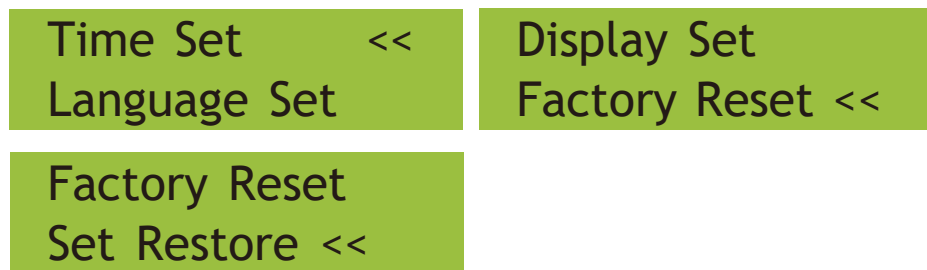 Time Set <<
Language Set
Display Set
Factory Reset <<
Factory Reset
Set Restore <<